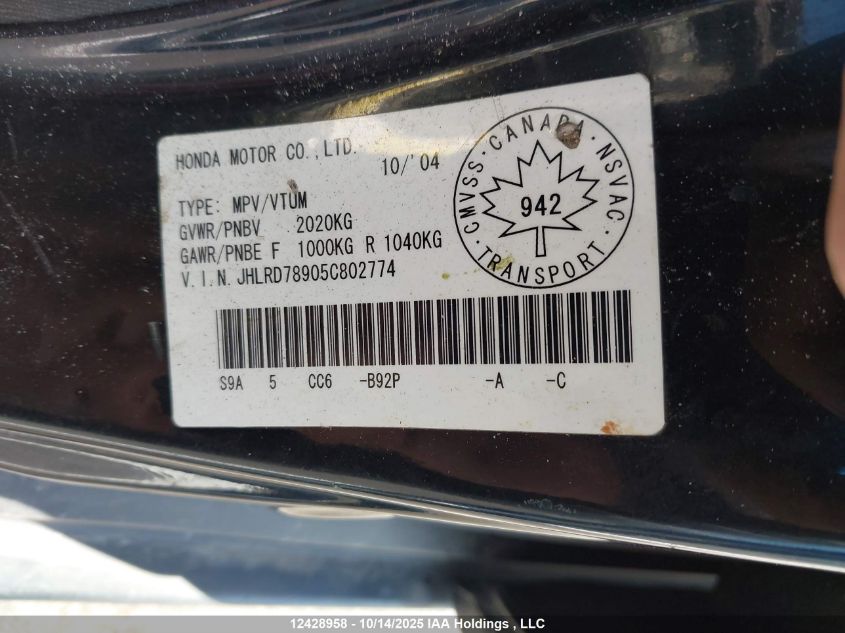 HONDA MOTOR CO.,LTD. 10/'04
TYPE: MPV/VTUM
GVWR/PNBV 2020KG
GAWR/PNBE F 1000KG R 1040KG
V.I.N. JHLRD78905C802774
CMVSS · CANADA · NSVAC ·
942
TRANSPORT
S9A 5 CC6 -B92P -A -C
12428958 - 10/14/2025 IAA Holdings , LLC